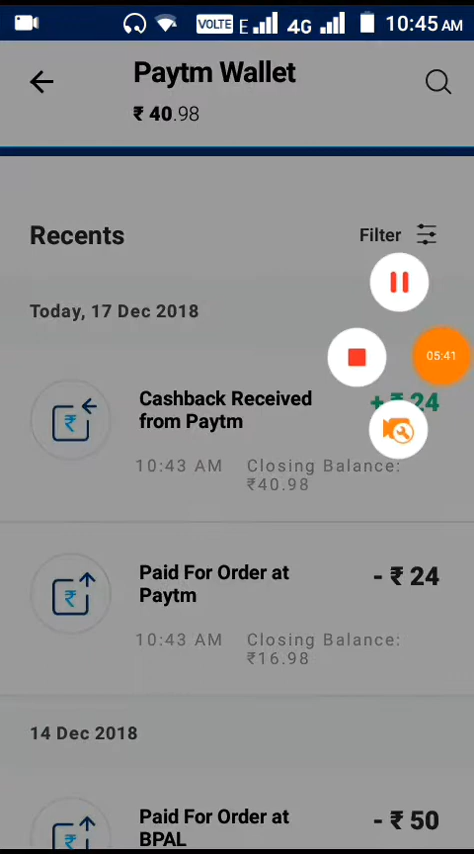 VOLTE E 4G 10:45 AM
Paytm Wallet
₹ 40.98
Recents
Filter
Today, 17 Dec 2018
05:41
Cashback Received
from Paytm
+ ₹ 24
10:43 AM Closing Balance:
₹40.98
Paid For Order at
Paytm
- ₹ 24
10:43 AM Closing Balance:
₹16.98
14 Dec 2018
Paid For Order at
BPAL
- ₹ 50